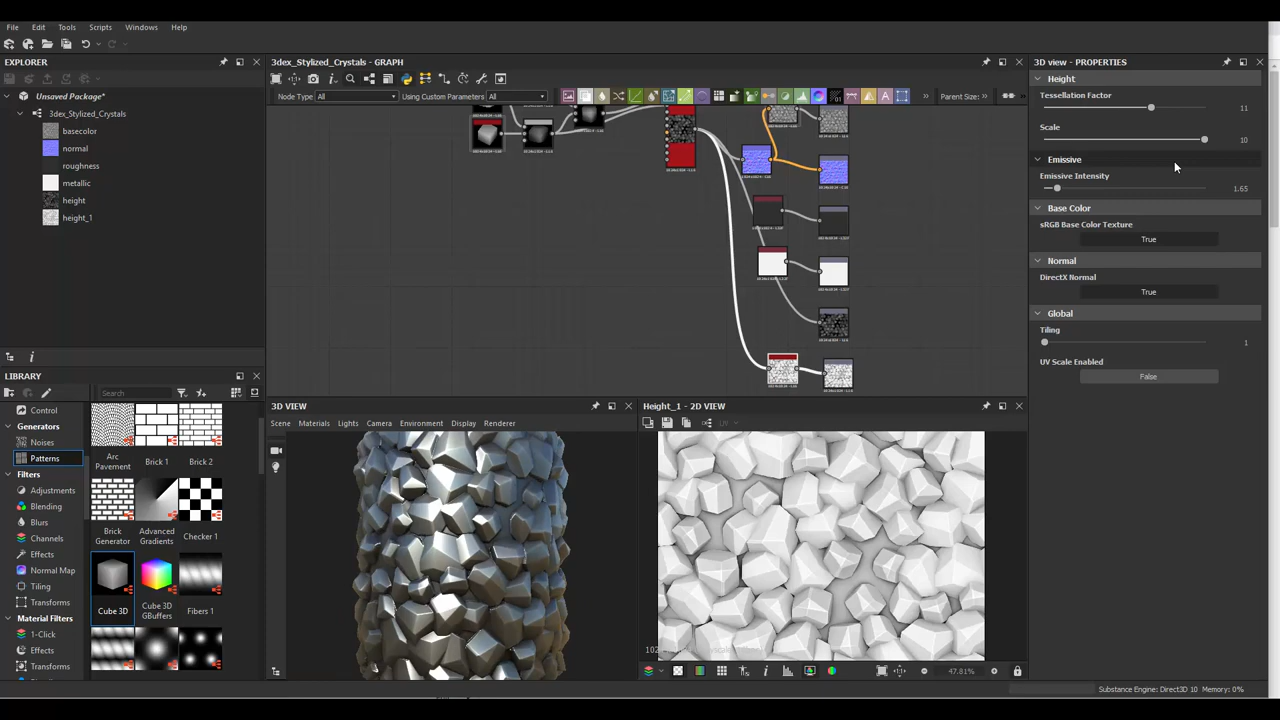 File Edit Tools Scripts Windows Help
EXPLORER
Unsaved Package*
3dex_Stylized_Crystals
basecolor
normal
roughness
metallic
height
height_1
LIBRARY
Search
Control
Generators
Noises
Patterns
Filters
Adjustments
Blending
Blurs
Channels
Effects
Normal Map
Tiling
Transforms
Material Filters
1-Click
Effects
Transforms
Arc Pavement
Brick 1
Brick 2
Brick Generator
Advanced Gradients
Checker 1
Cube 3D
Cube 3D GBuffers
Fibers 1
3dex_Stylized_Crystals - GRAPH
Node Type All Using Custom Parameters All Parent Size:
3D VIEW
Scene Materials Lights Camera Environment Display Renderer
Height_1 - 2D VIEW
UV
47.81%
3D view - PROPERTIES
Height
Tessellation Factor
11
Scale
10
Emissive
Emissive Intensity
1.65
Base Color
sRGB Base Color Texture
True
Normal
DirectX Normal
True
Global
Tiling
1
UV Scale Enabled
False
Substance Engine: Direct3D 10 Memory: 0%